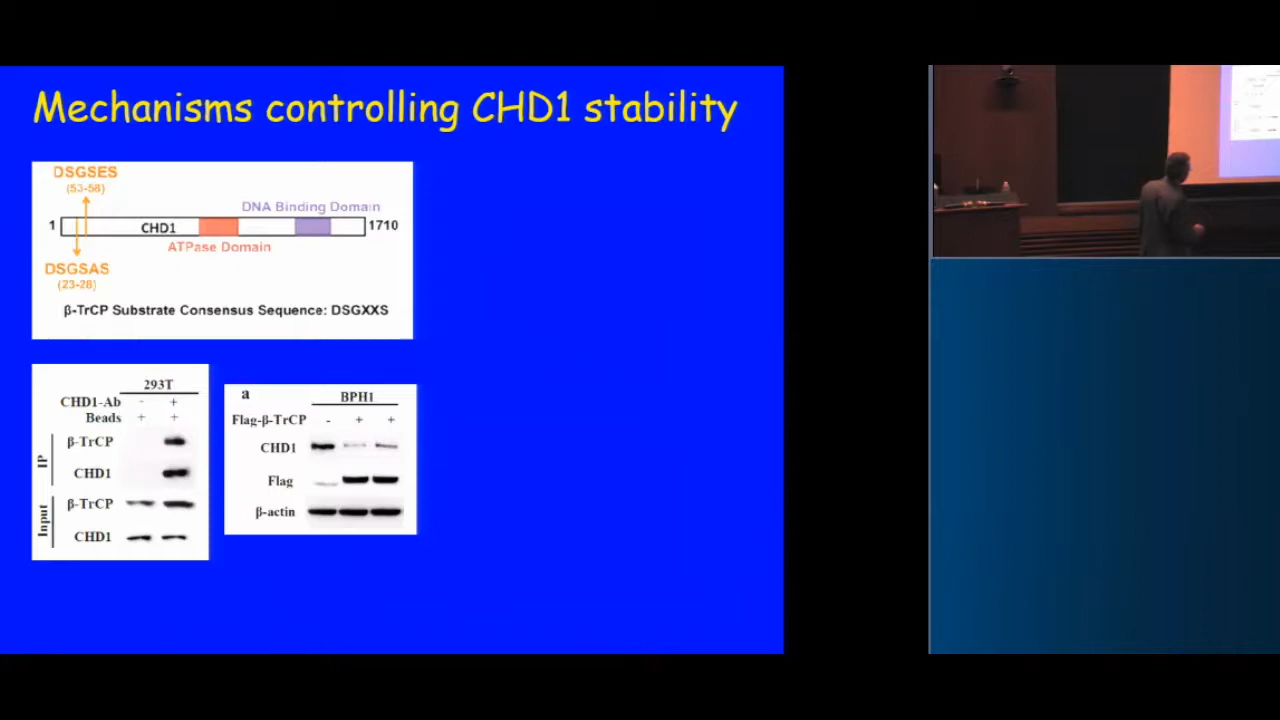 Mechanisms controlling CHD1 stability
DSGSES
(53-58)
DNA Binding Domain
1 CHD1 1710
ATPase Domain
DSGSAS
(23-28)
β-TrCP Substrate Consensus Sequence: DSGXXS
293T
CHD1-Ab - +
Beads + +
IP
β-TrCP
CHD1
Input
β-TrCP
CHD1
a
BPH1
Flag-β-TrCP - + +
CHD1
Flag
β-actin